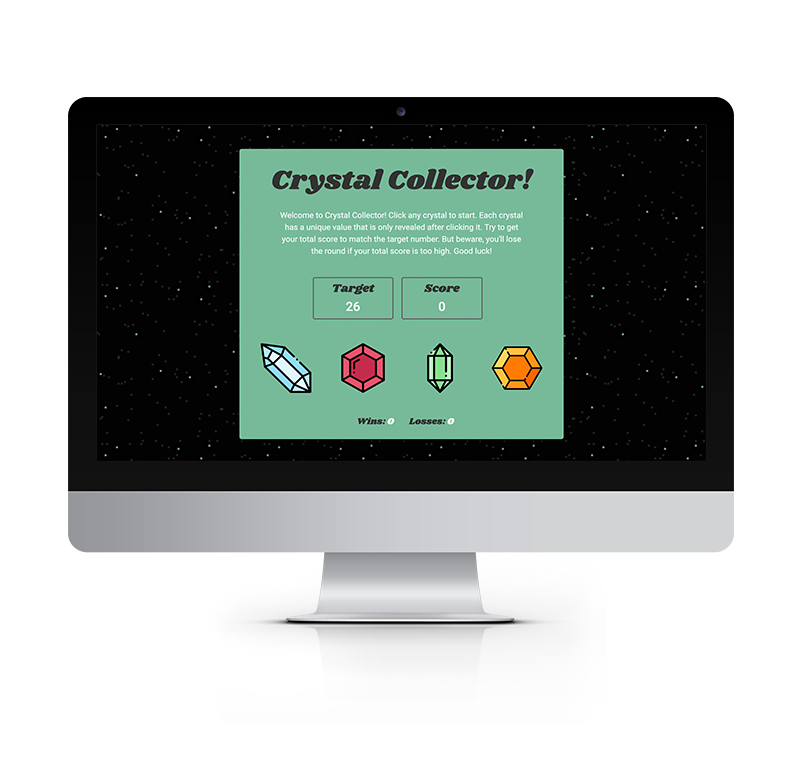 Crystal Collector!
Welcome to Crystal Collector! Click any crystal to start. Each crystal
has a unique value that is only revealed after clicking it. Try to get
your total score to match the target number. But beware, you'll lose
the round if your total score is too high. Good luck!
Target
26
Score
0
Wins: 0 Losses: 0